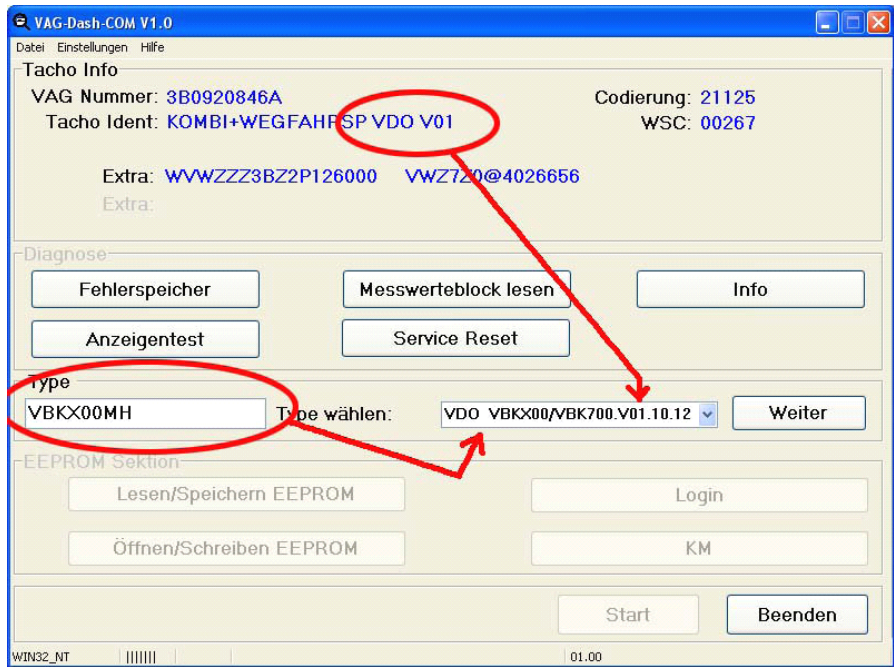 VAG-Dash-COM V1.0
Datei Einstellungen Hilfe
Tacho Info
VAG Nummer: 3B0920846A Codierung: 21125
Tacho Ident: KOMBI+WEGFAHRSP VDO V01 WSC: 00267
Extra: WVWZZZ3BZ2P126000 VWZ7Z0@4026656
Extra:
Diagnose
Fehlerspeicher Messwerteblock lesen Info
Anzeigentest Service Reset
Type
VBKX00MH Type wählen: VDO VBKX00/VBK700.V01.10.12 Weiter
EEPROM Sektion
Lesen/Speichern EEPROM Login
Öffnen/Schreiben EEPROM KM
Start Beenden
WIN32_NT 01.00